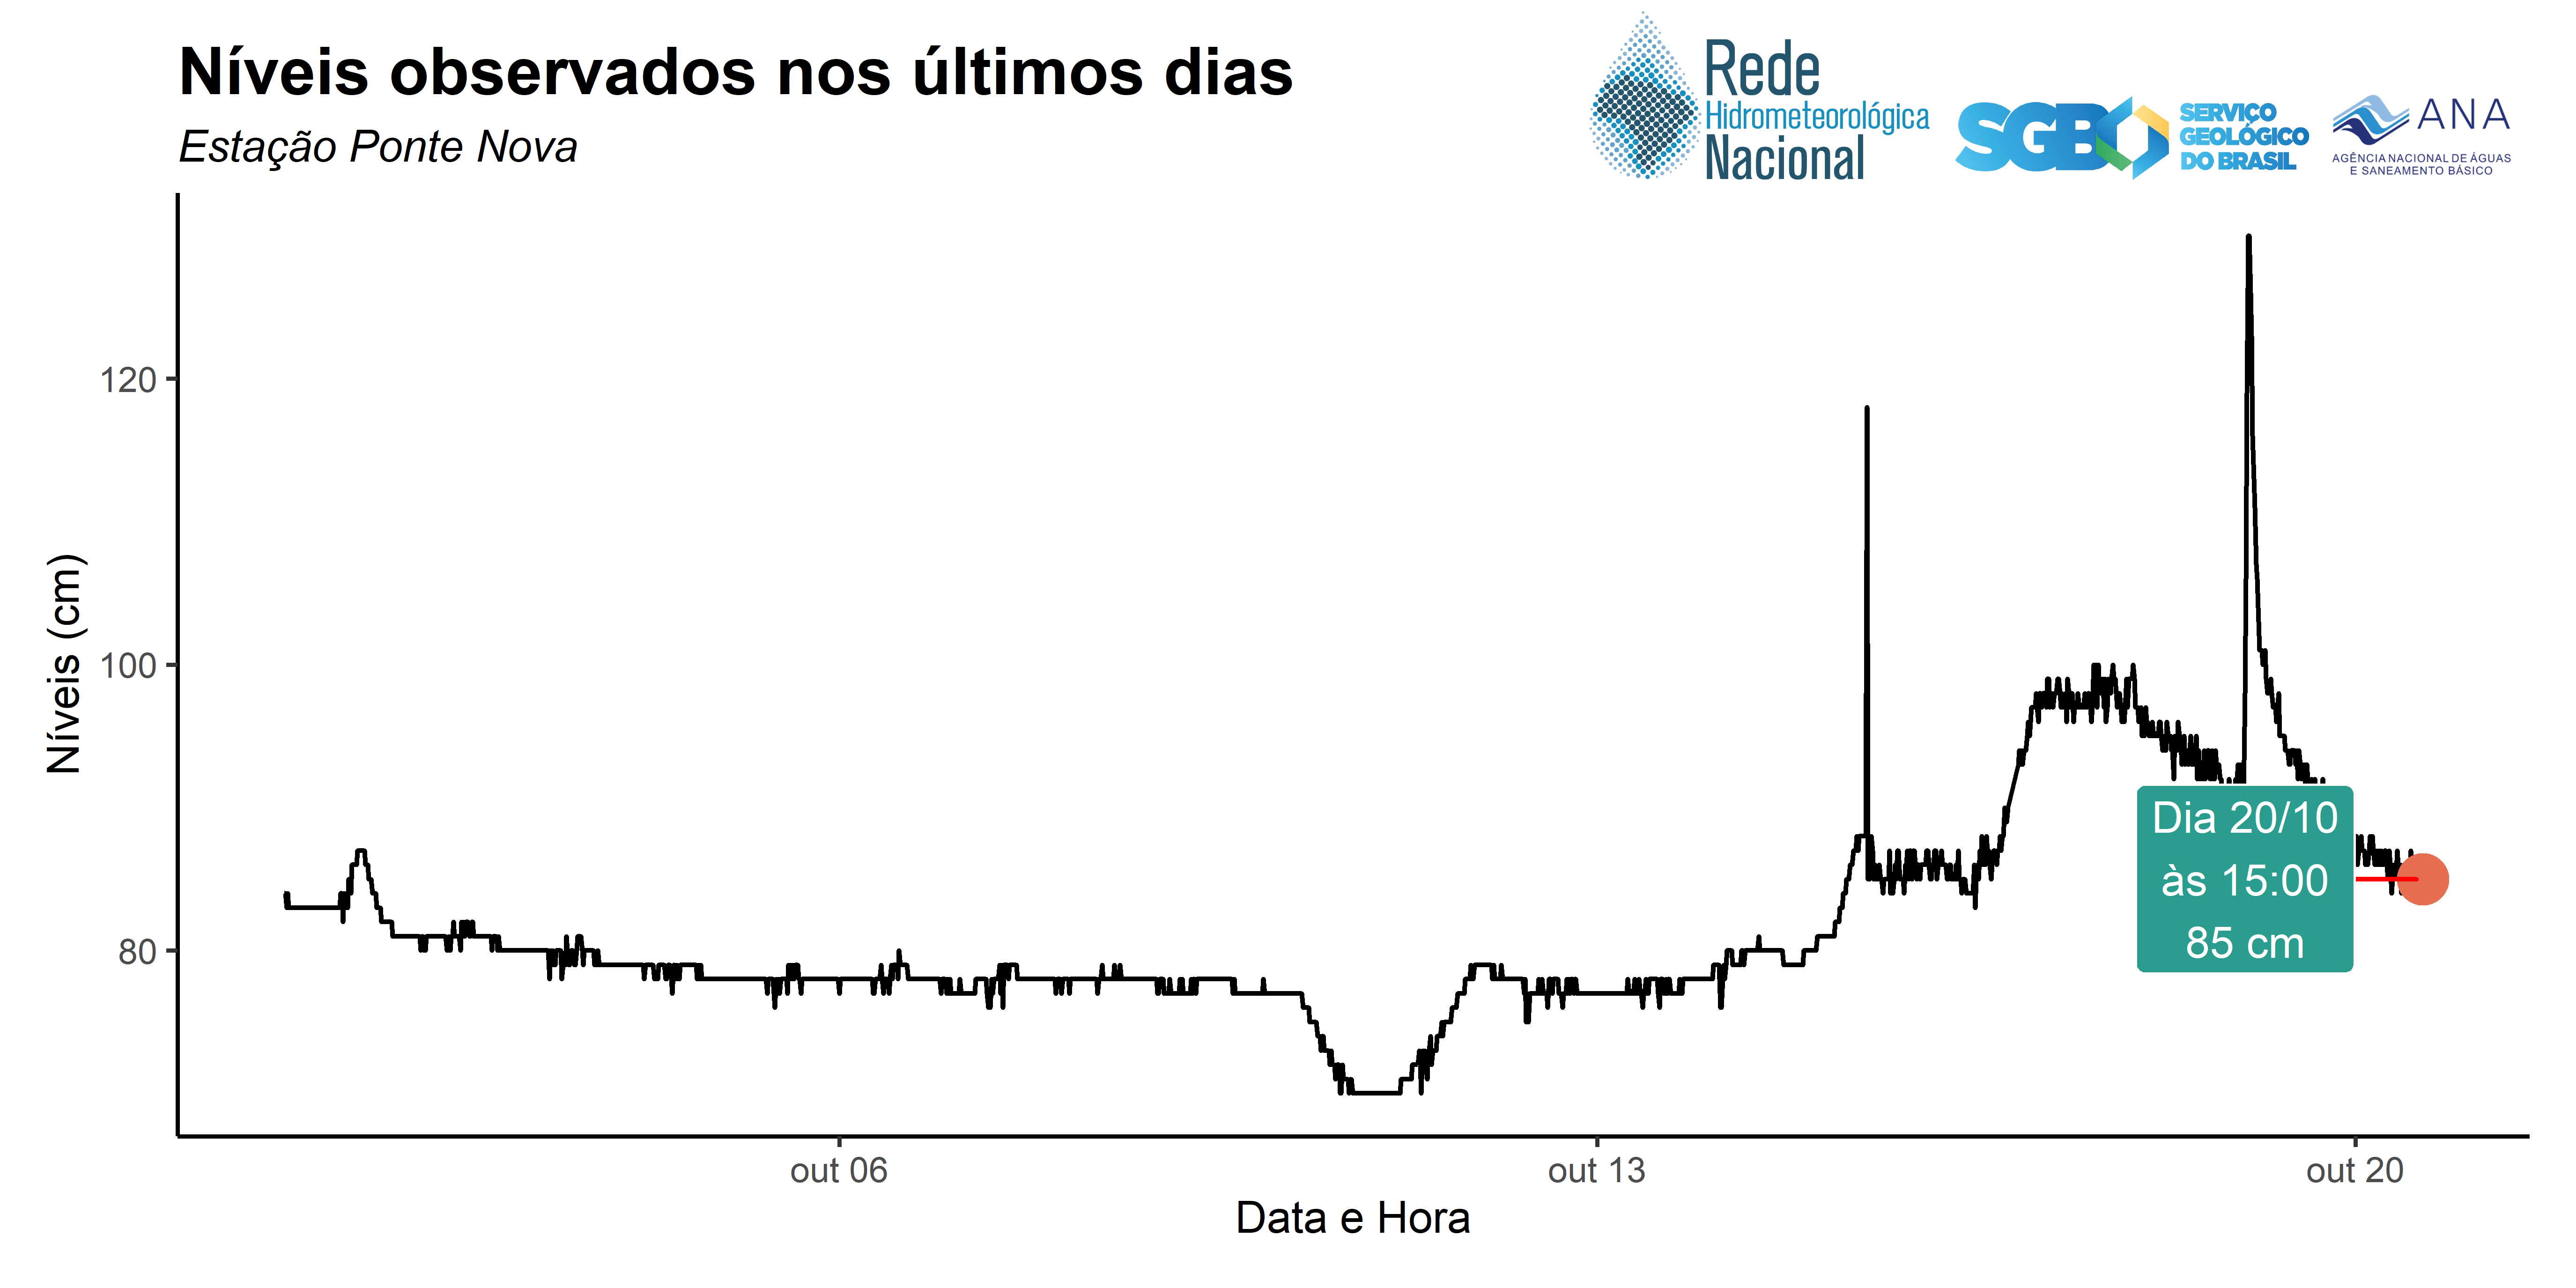 Níveis observados nos últimos dias
Estação Ponte Nova
Rede
Hidrometeorológica
Nacional
SGB
SERVIÇO
GEOLÓGICO
DO BRASIL
ANA
AGÊNCIA NACIONAL DE ÁGUAS
E SANEAMENTO BÁSICO
Níveis (cm)
120
100
80
Dia 20/10
às 15:00
85 cm
out 06
out 13
out 20
Data e Hora